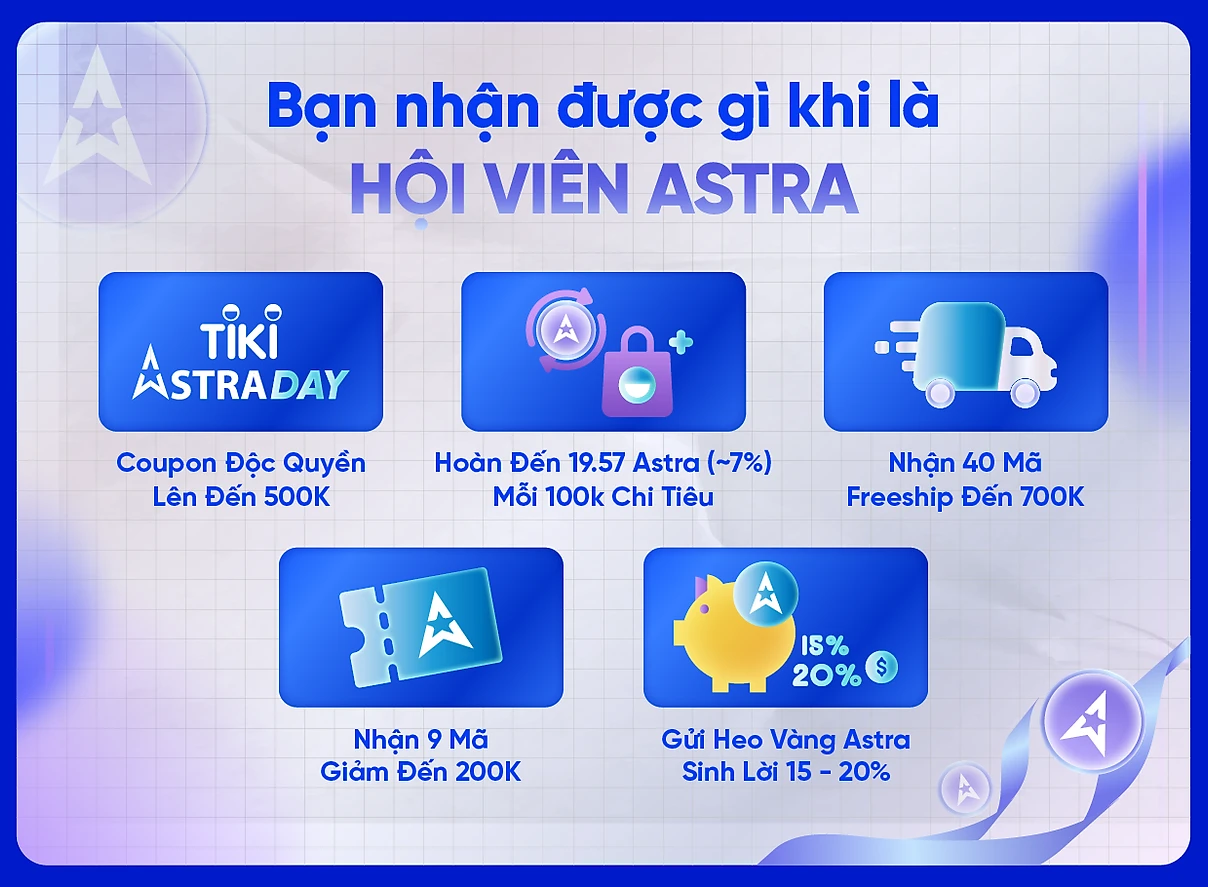 Bạn nhận được gì khi là
HỘI VIÊN ASTRA
TIKI
ASTRA DAY
Coupon Độc Quyền
Lên Đến 500K
Hoàn Đến 19.57 Astra (~7%)
Mỗi 100k Chi Tiêu
Nhận 40 Mã
Freeship Đến 700K
Nhận 9 Mã
Giảm Đến 200K
15%
20% $
Gửi Heo Vàng Astra
Sinh Lời 15 - 20%